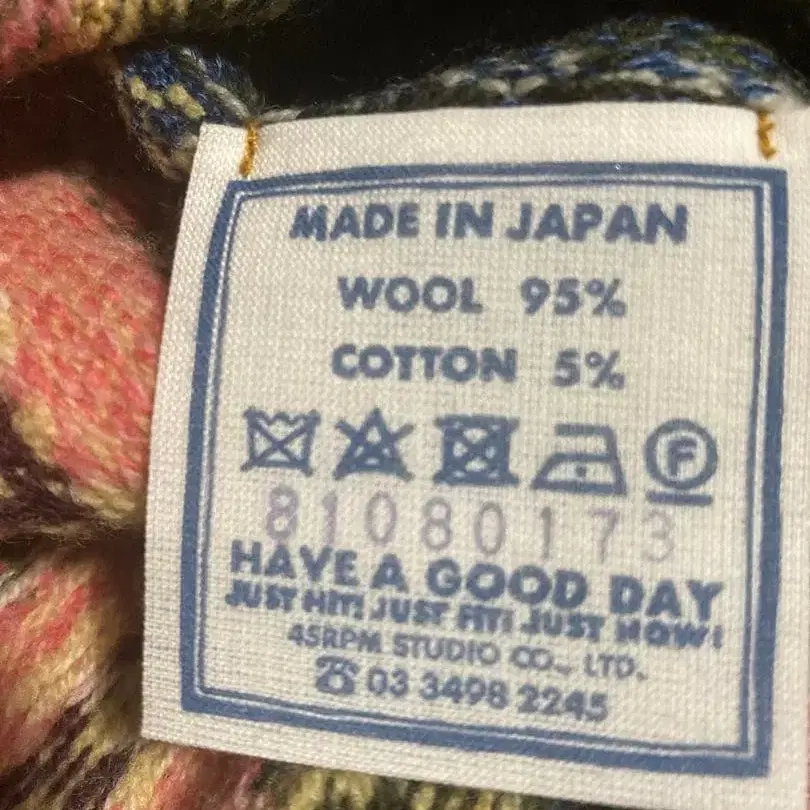 MADE IN JAPAN
WOOL 95%
COTTON 5%
F
81080173
HAVE A GOOD DAY
JUST HIT! JUST FIT! JUST NOW!
45RPM STUDIO CO., LTD.
☎ 03 3498 2245